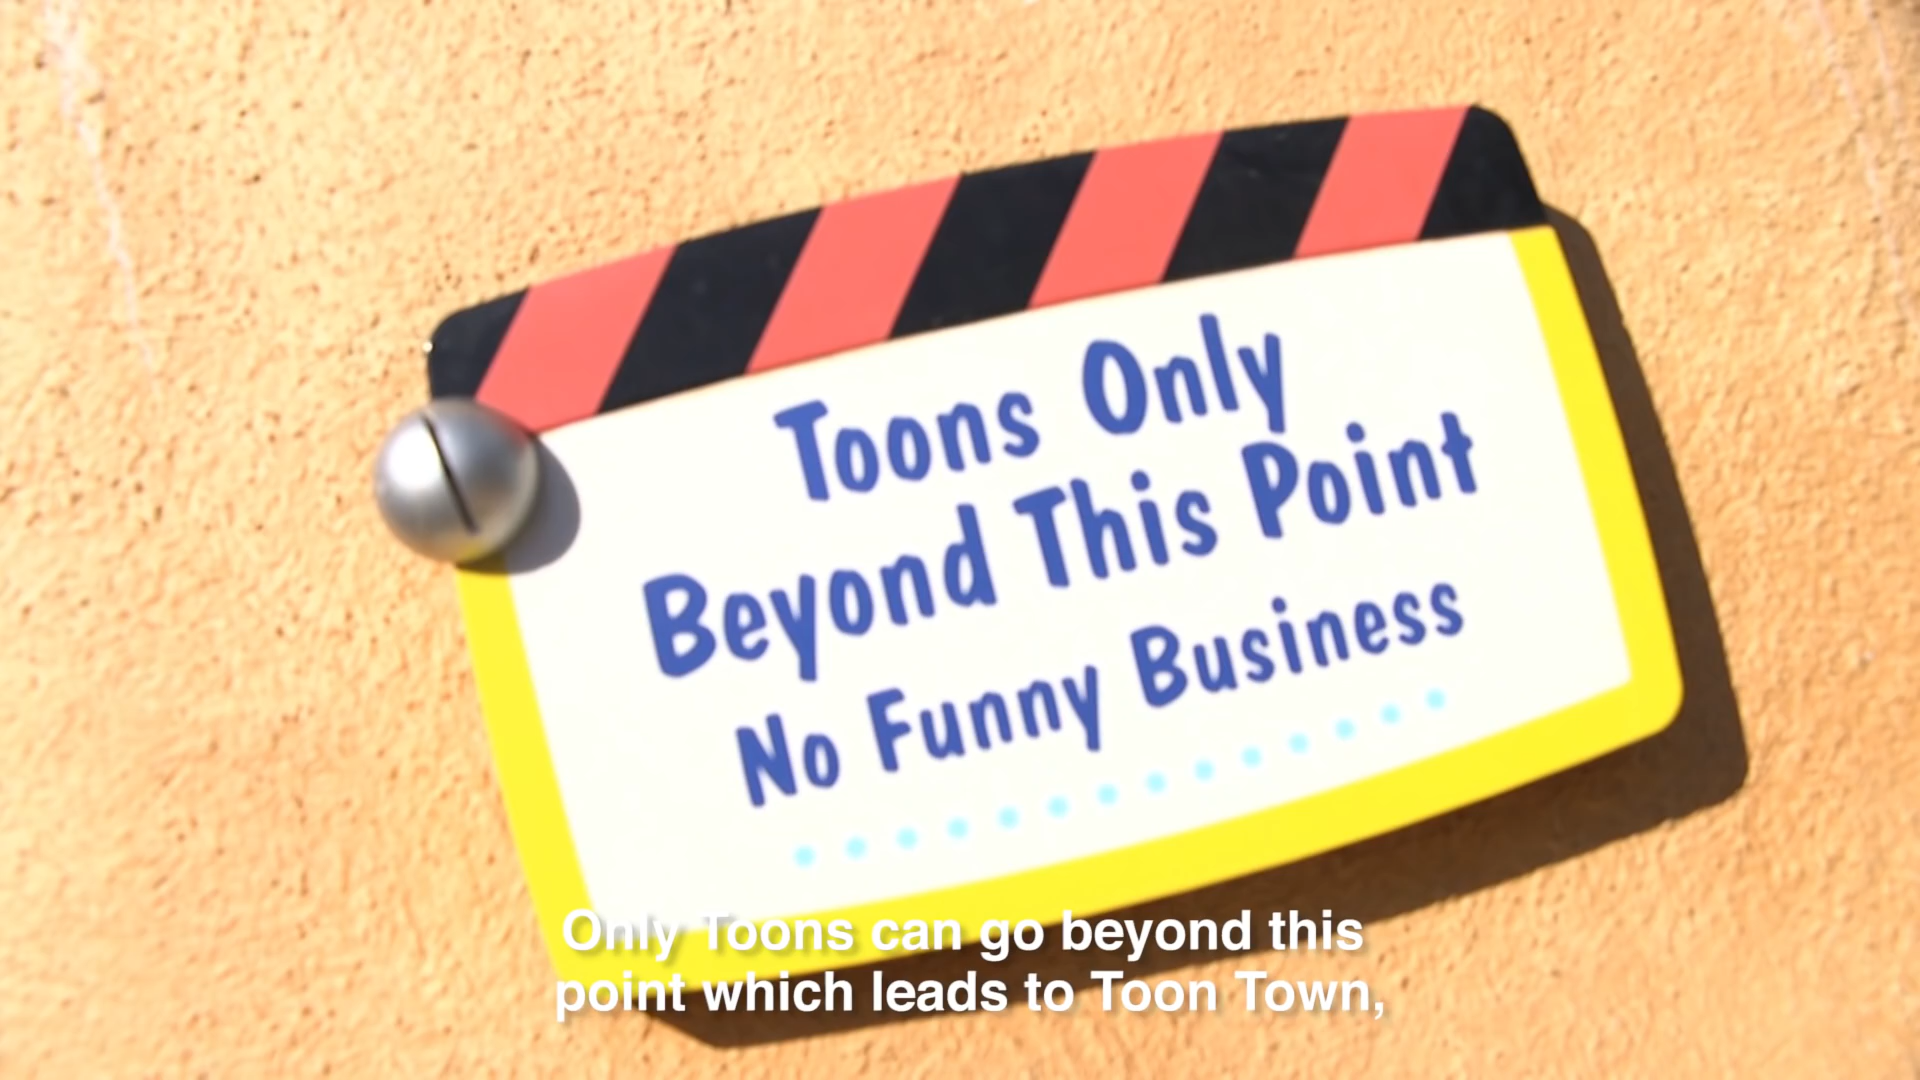 Toons Only
Beyond This Point
No Funny Business
Only Toons can go beyond this
point which leads to Toon Town,